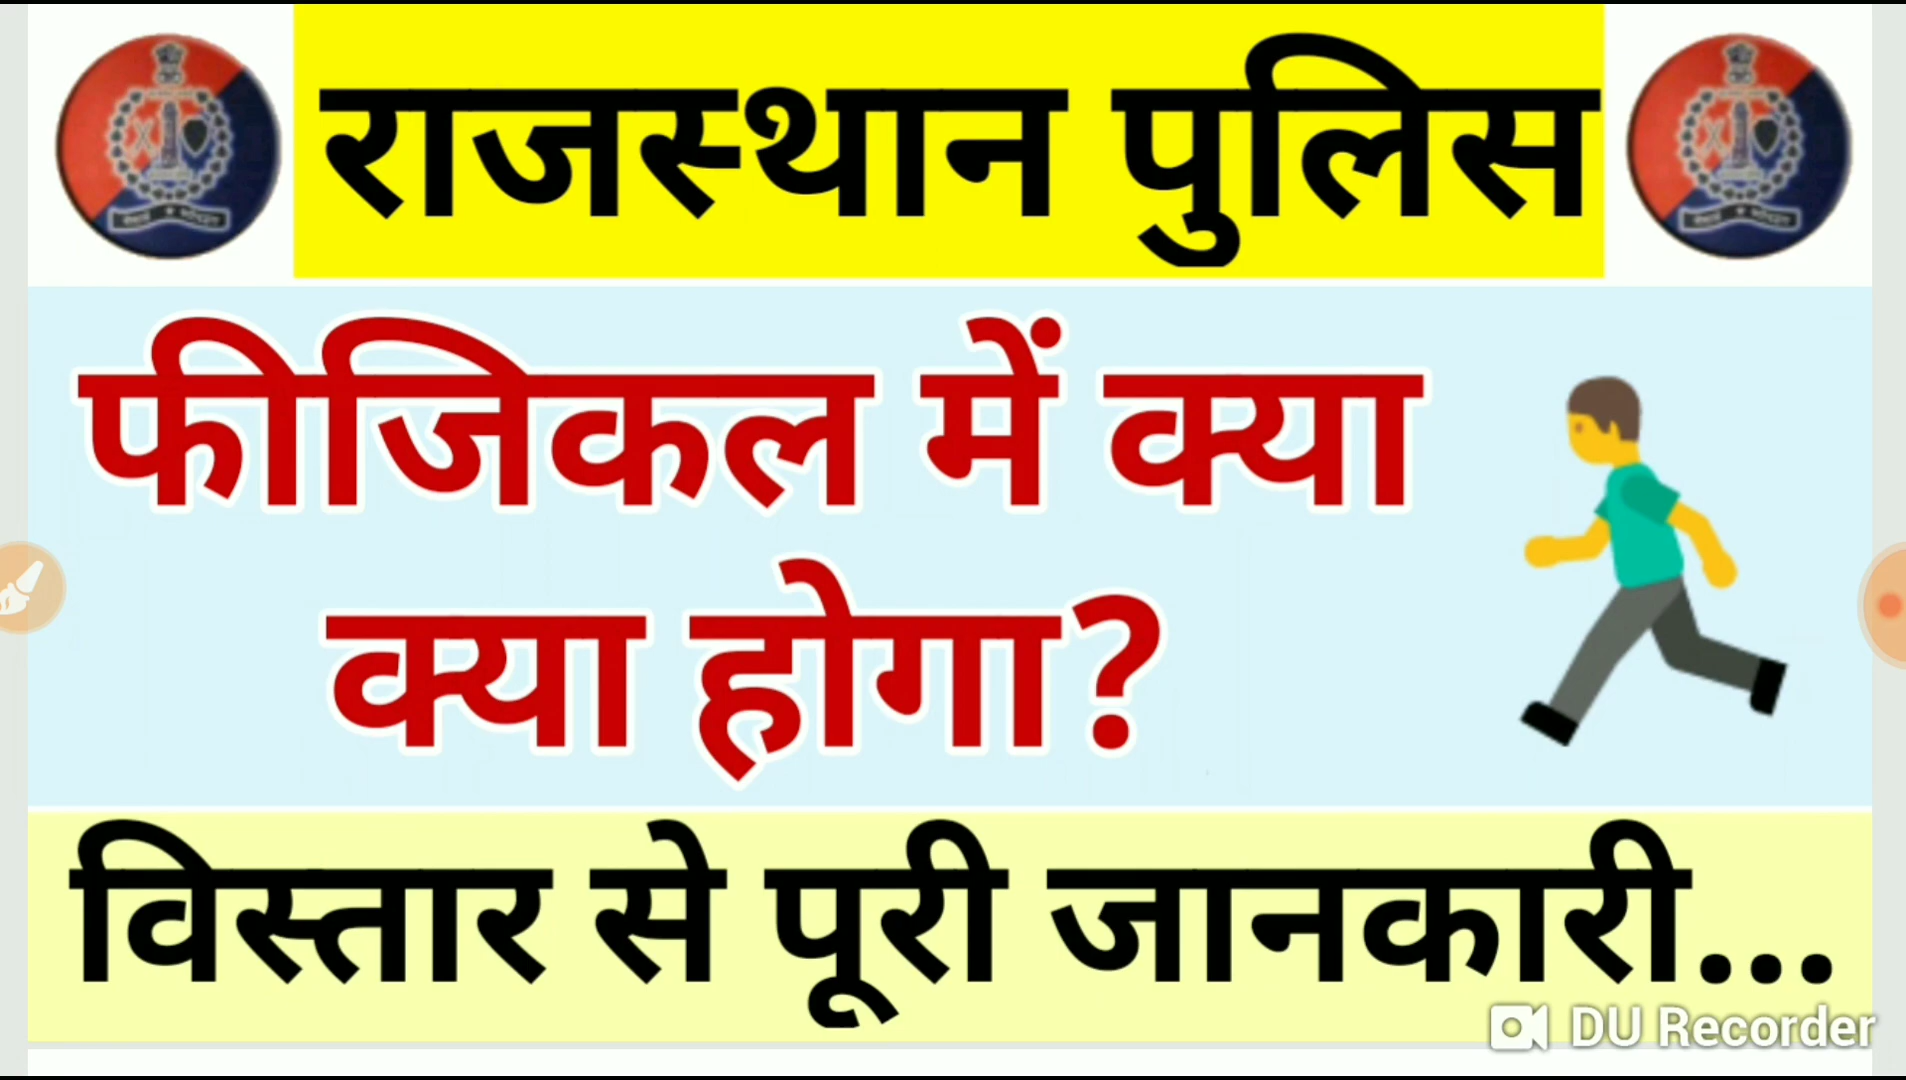 राजस्थान पुलिस
फीजिकल में क्या
क्या होगा?
विस्तार से पूरी जानकारी...
DU Recorder